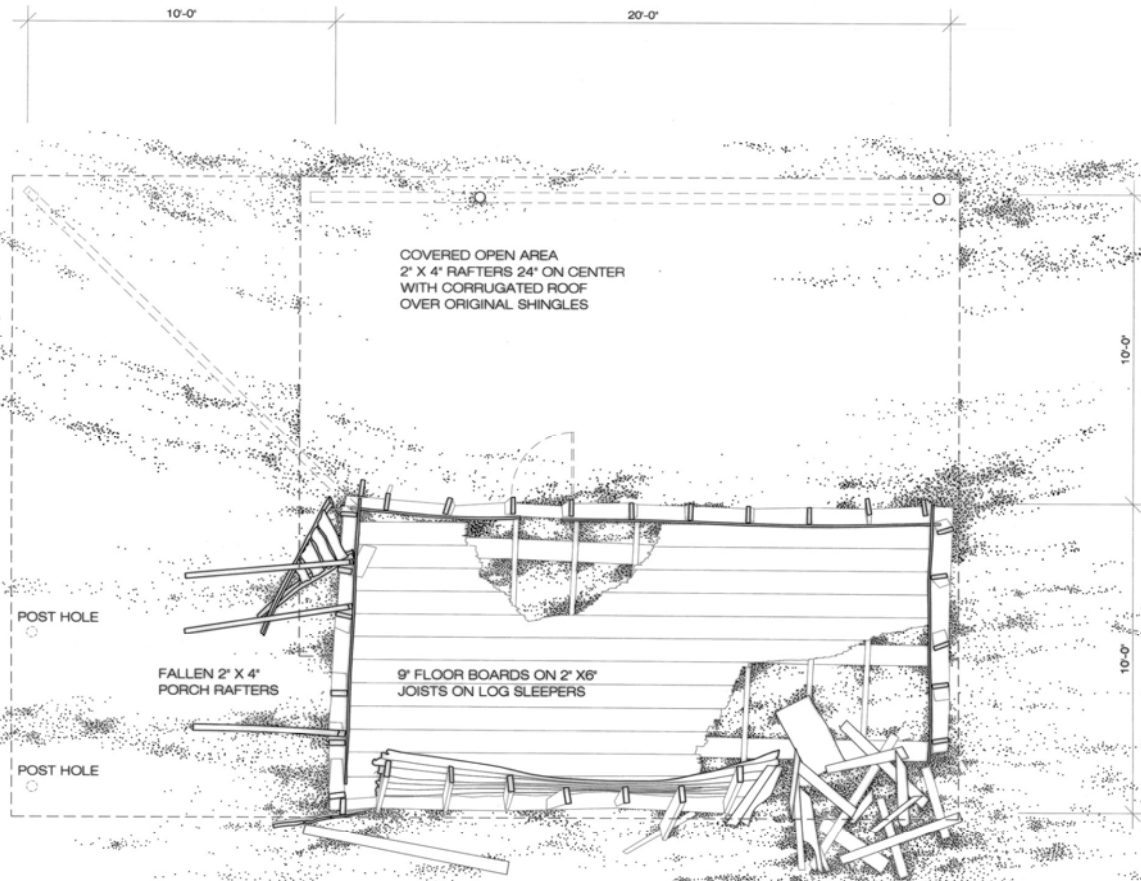 10'-0"
20'-0"
COVERED OPEN AREA
2" X 4" RAFTERS 24" ON CENTER
WITH CORRUGATED ROOF
OVER ORIGINAL SHINGLES
10'-0"
POST HOLE
FALLEN 2" X 4"
PORCH RAFTERS
9" FLOOR BOARDS ON 2" X6"
JOISTS ON LOG SLEEPERS
10'-0"
POST HOLE